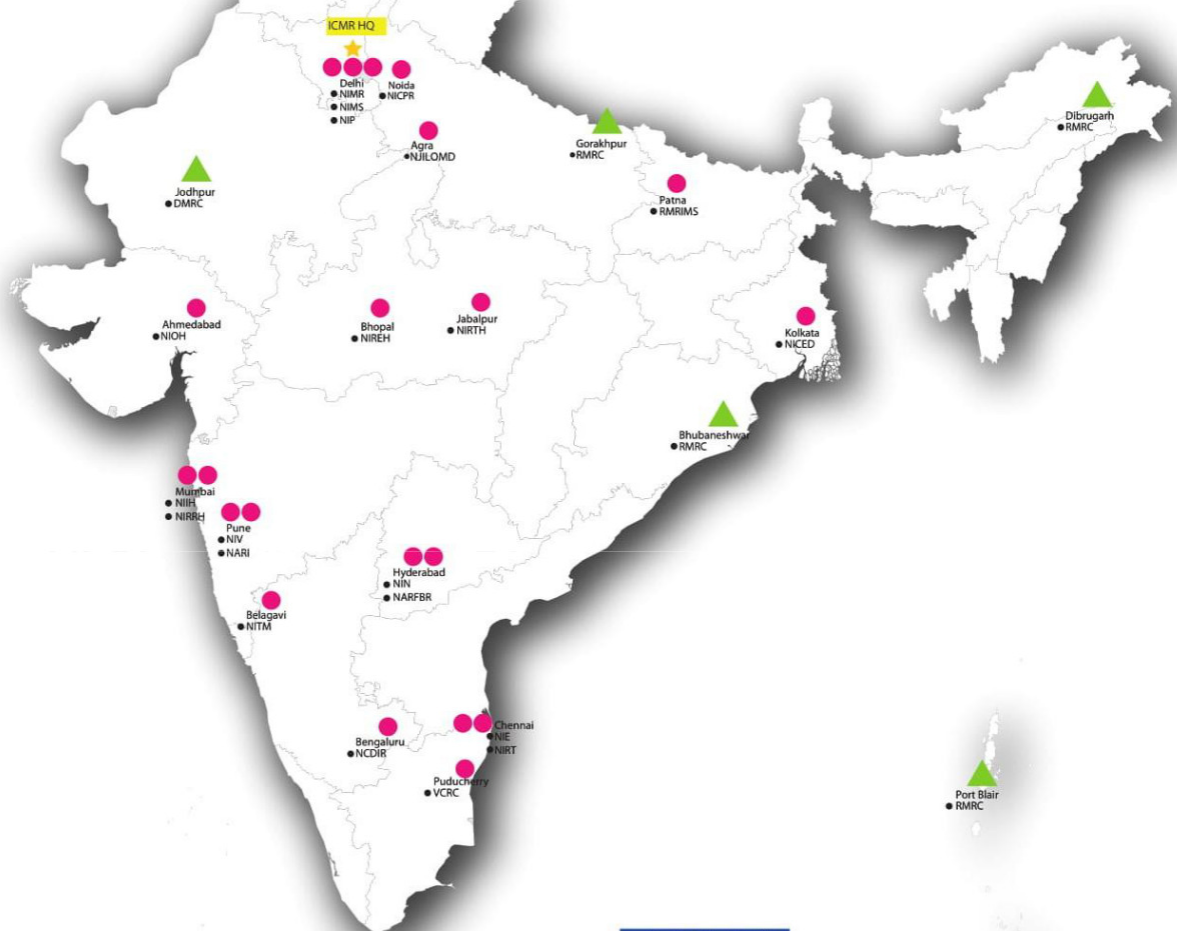 ICMR HQ
Delhi
NIMR
NIMS
NIP
Noida
NICPR
Agra
NJILOMD
Gorakhpur
RMRC
Dibrugarh
RMRC
Jodhpur
DMRC
Patna
RMRIMS
Ahmedabad
NIOH
Bhopal
NIREH
Jabalpur
NIRTH
Kolkata
NICED
Bhubaneshwar
RMRC
Mumbai
NIIH
NIRRH
Pune
NIV
NARI
Hyderabad
NIN
NARFBR
Belagavi
NITM
Bengaluru
NCDIR
Chennai
NIE
NIRT
Puducherry
VCRC
Port Blair
RMRC